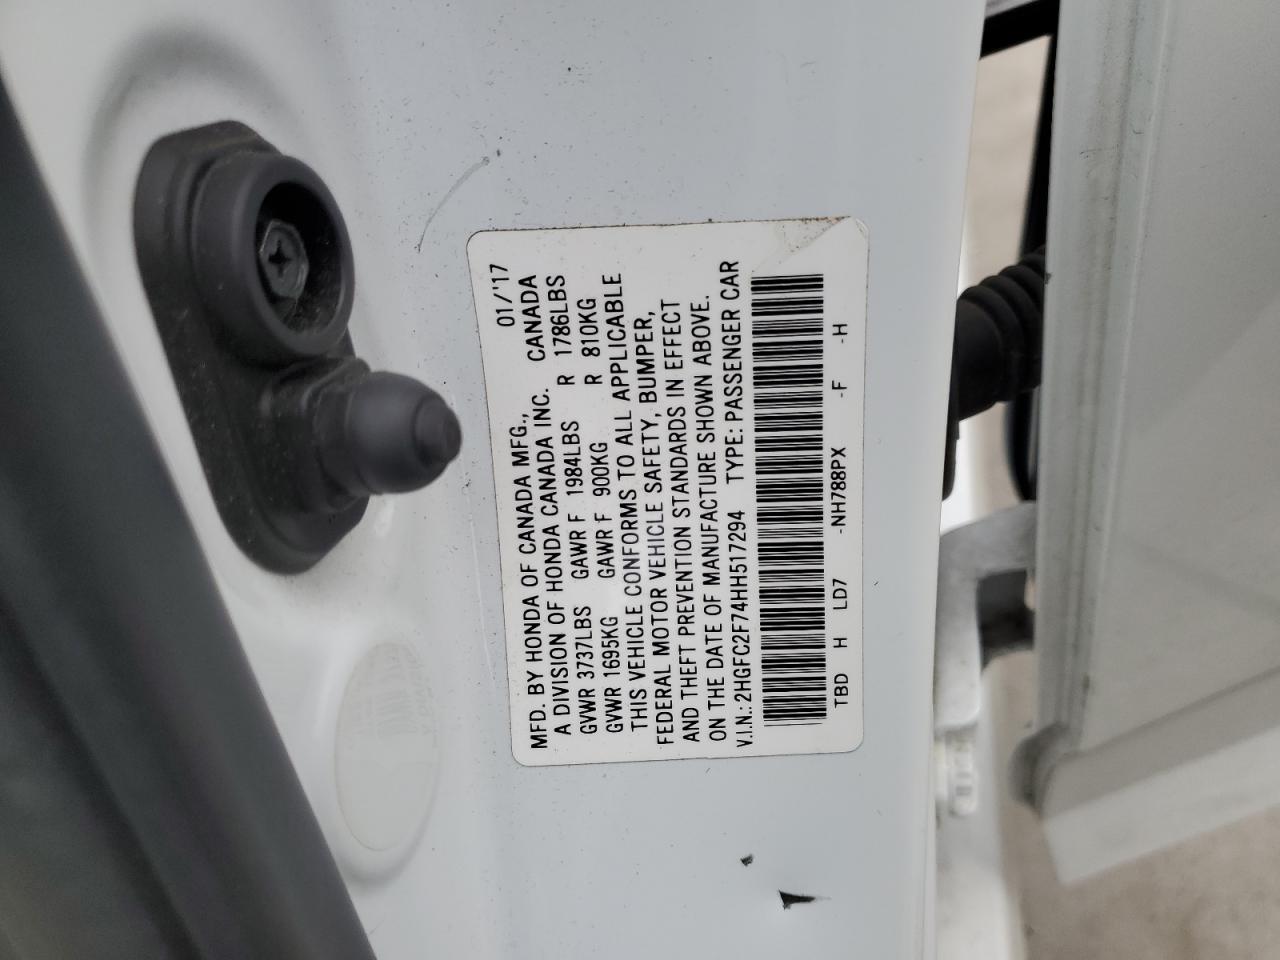 MFD. BY HONDA OF CANADA MFG., 01/'17
A DIVISION OF HONDA CANADA INC. CANADA
GVWR 3737LBS GAWR F 1984LBS R 1786LBS
GVWR 1695KG GAWR F 900KG R 810KG
THIS VEHICLE CONFORMS TO ALL APPLICABLE
FEDERAL MOTOR VEHICLE SAFETY, BUMPER,
AND THEFT PREVENTION STANDARDS IN EFFECT
ON THE DATE OF MANUFACTURE SHOWN ABOVE.
V.I.N.: 2HGFC2F74HH517294 TYPE: PASSENGER CAR
TBD H LD7 -NH788PX -F -H